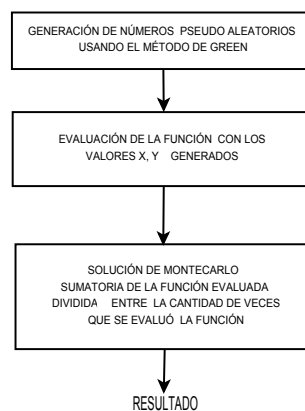 GENERACIÓN DE NÚMEROS PSEUDO ALEATORIOS
USANDO EL MÉTODO DE GREEN
EVALUACIÓN DE LA FUNCIÓN CON LOS
VALORES X, Y GENERADOS
SOLUCIÓN DE MONTECARLO
SUMATORIA DE LA FUNCIÓN EVALUADA
DIVIDIDA ENTRE LA CANTIDAD DE VECES
QUE SE EVALUÓ LA FUNCIÓN
RESULTADO